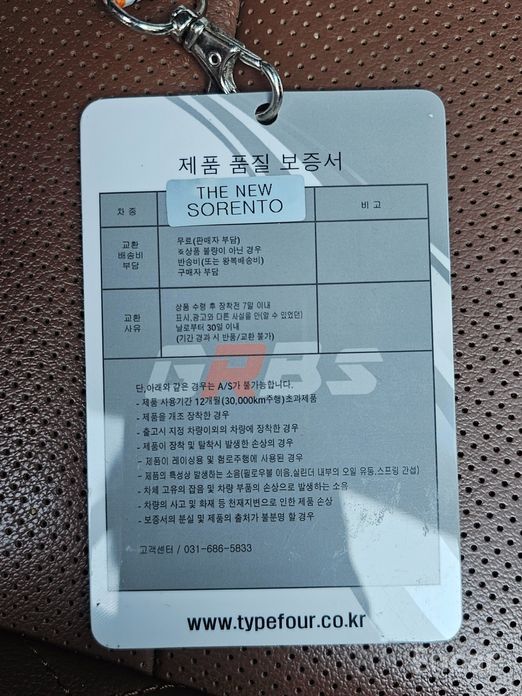 제품 품질 보증서
차 종
THE NEW
SORENTO
비 고
교환
배송비
부담
무료(판매자 부담)
※상품 불량이 아닌 경우
반송비(또는 왕복배송비)
구매자 부담
교환
사유
상품 수령 후 장착전 7일 이내
표시,광고와 다른 사실을 안(알 수 있었던)
날로부터 30일 이내
(기간 경과 시 반품/교환 불가)
단,아래와 같은 경우는 A/S가 불가능합니다.
- 제품 사용기간 12개월(30,000km주행)초과제품
- 제품을 개조 장착한 경우
- 출고시 지정 차량이외의 차량에 장착한 경우
- 제품이 장착 및 탈착시 발생한 손상의 경우
- 제품이 레이싱용 및 험로주행에 사용된 경우
- 제품의 특성상 발생하는 소음(필로우볼 이음,실린더 내부의 오일 유동,스프링 간섭)
- 차체 고유의 잡음 및 차량 부품의 손상으로 발생하는 소음
- 차량의 사고 및 화재 등 천재지변으로 인한 제품 손상
- 보증서의 분실 및 제품의 출처가 불분명 할 경우
고객센터 / 031-686-5833
www.typefour.co.kr